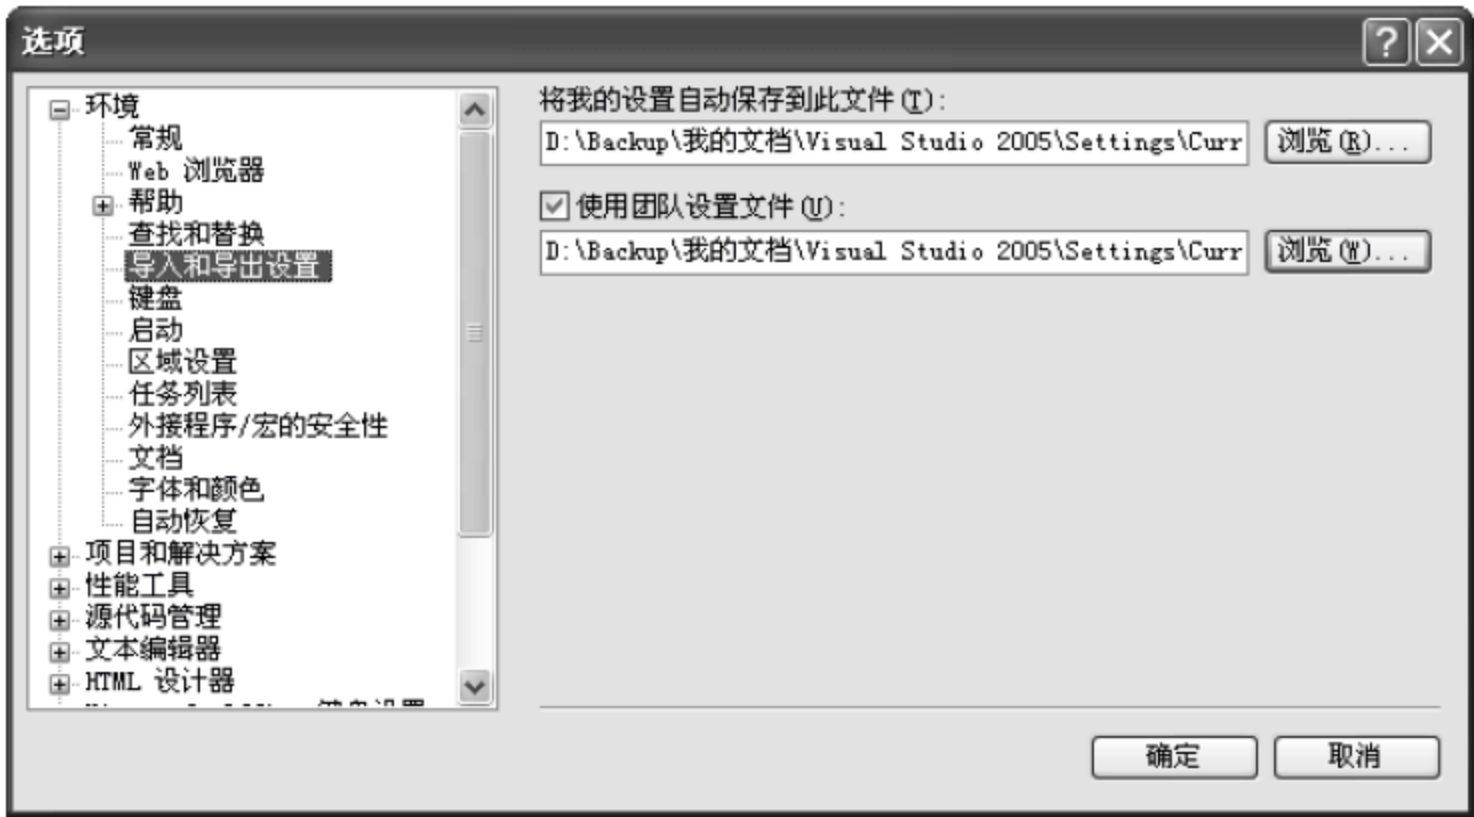 选项
环境
常规
Web 浏览器
帮助
查找和替换
导入和导出设置
键盘
启动
区域设置
任务列表
外接程序/宏的安全性
文档
字体和颜色
自动恢复
项目和解决方案
性能工具
源代码管理
文本编辑器
HTML 设计器
键盘设置
将我的设置自动保存到此文件(T):
D:\Backup\我的文档\Visual Studio 2005\Settings\Curr
浏览(R)...
使用团队设置文件(U):
D:\Backup\我的文档\Visual Studio 2005\Settings\Curr
浏览(W)...
确定
取消